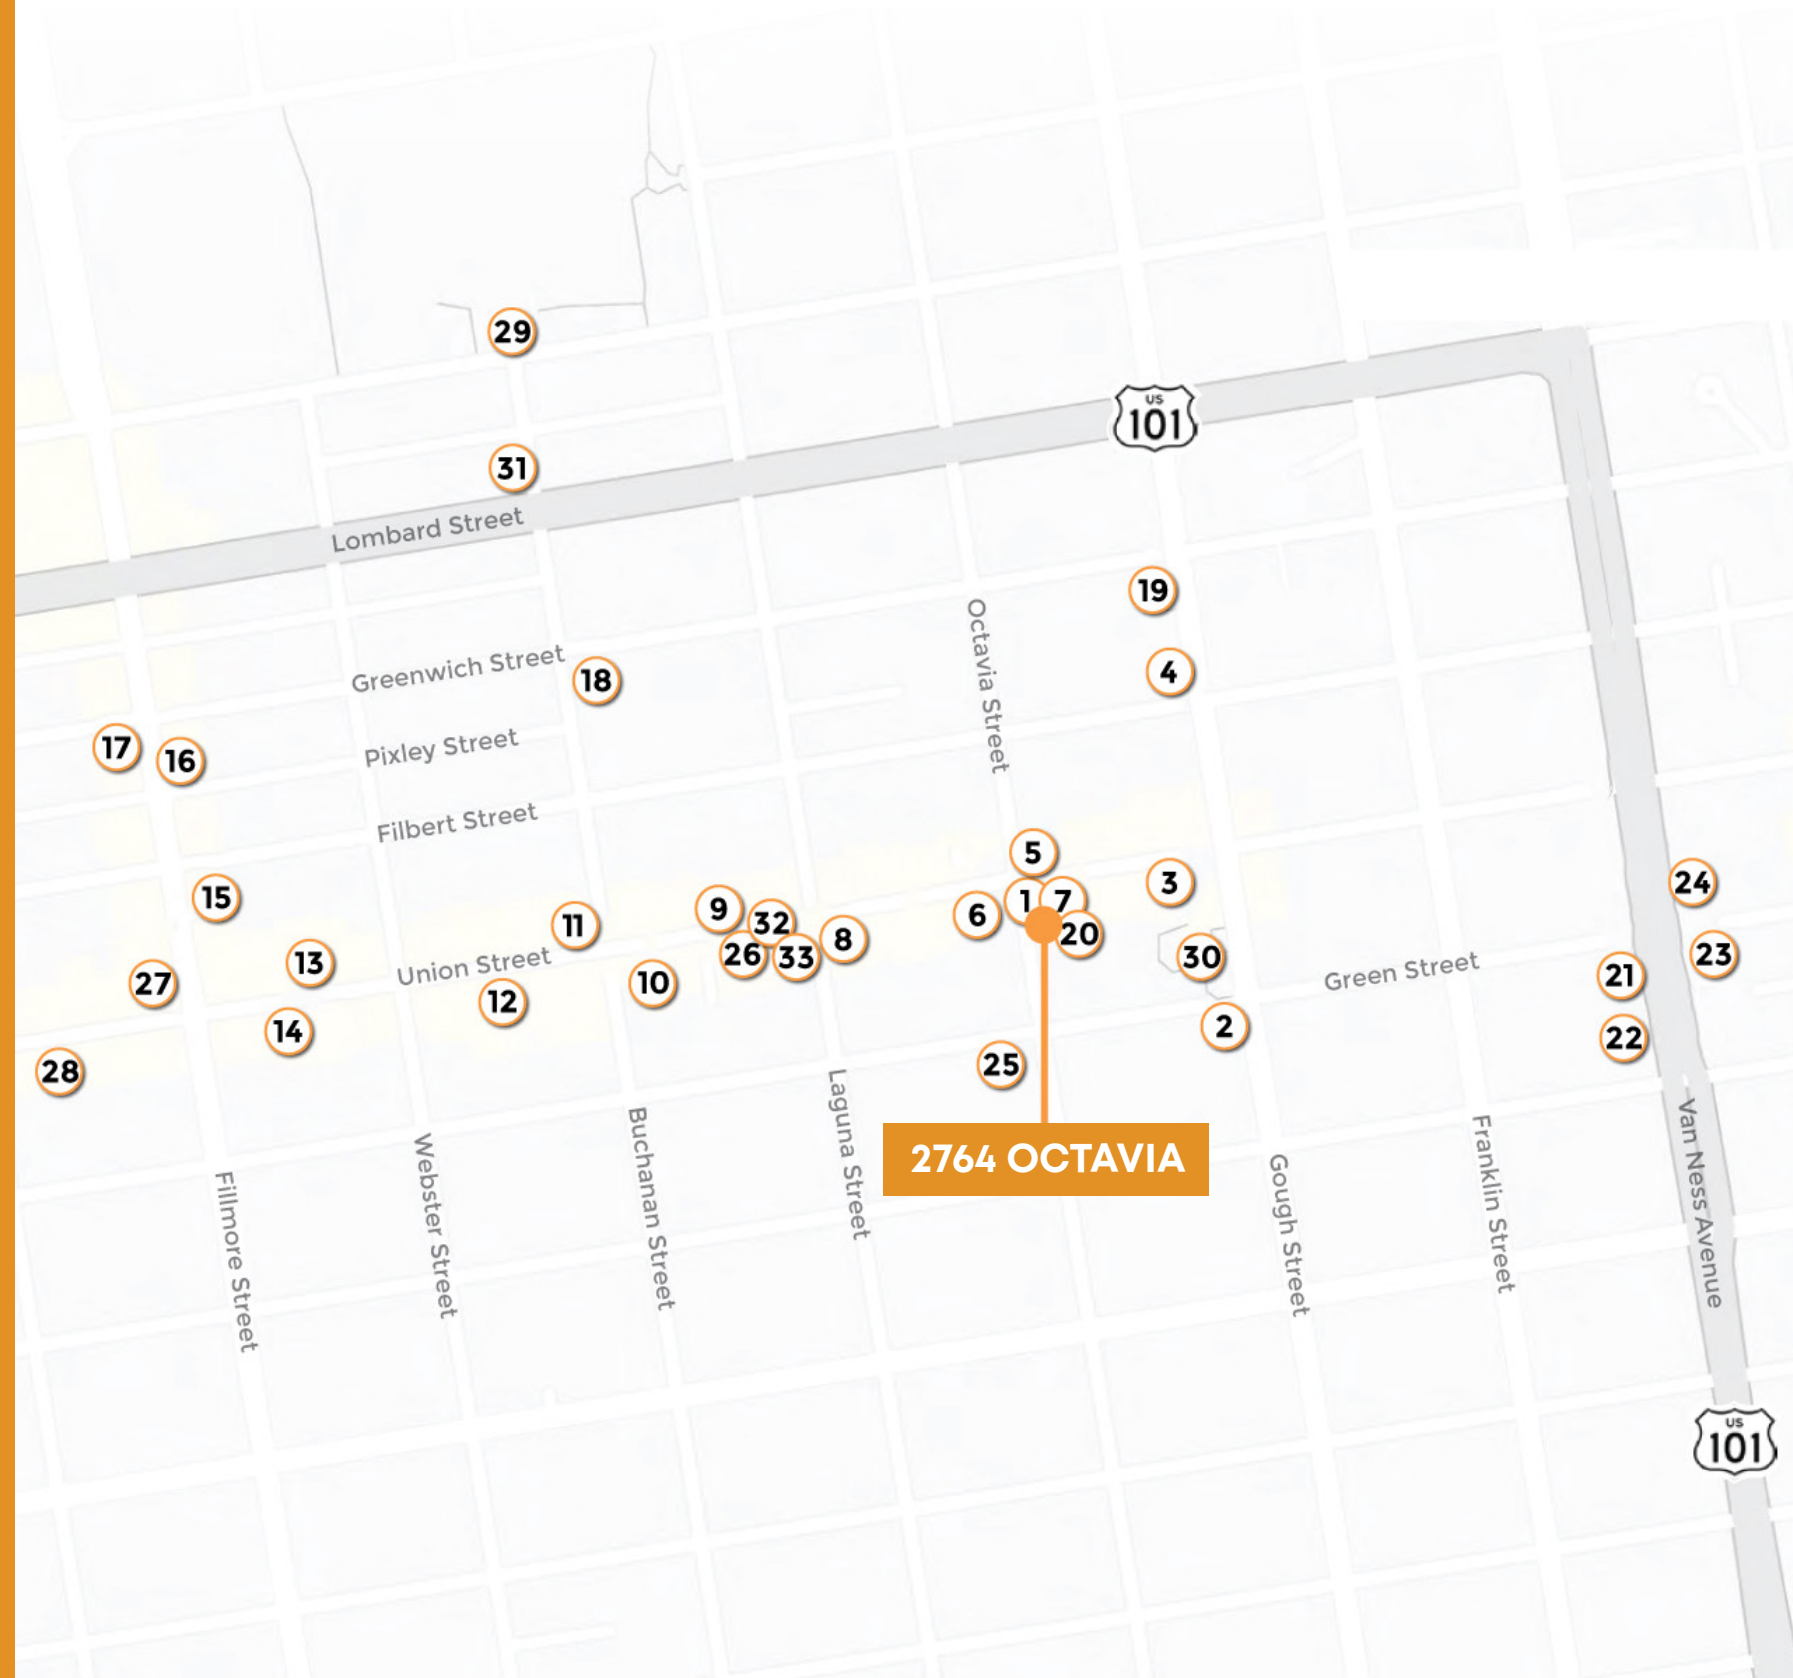 29
US
101
31
Lombard Street
19
Octavia Street
4
Greenwich Street
18
17
16
Pixley Street
Filbert Street
5
15
9
11
32
6
1
7
3
24
20
8
26
33
13
Union Street
27
12
10
30
Green Street
21
23
14
2
22
28
25
2764 OCTAVIA
Fillmore Street
Webster Street
Buchanan Street
Laguna Street
Gough Street
Franklin Street
Van Ness Avenue
US
101